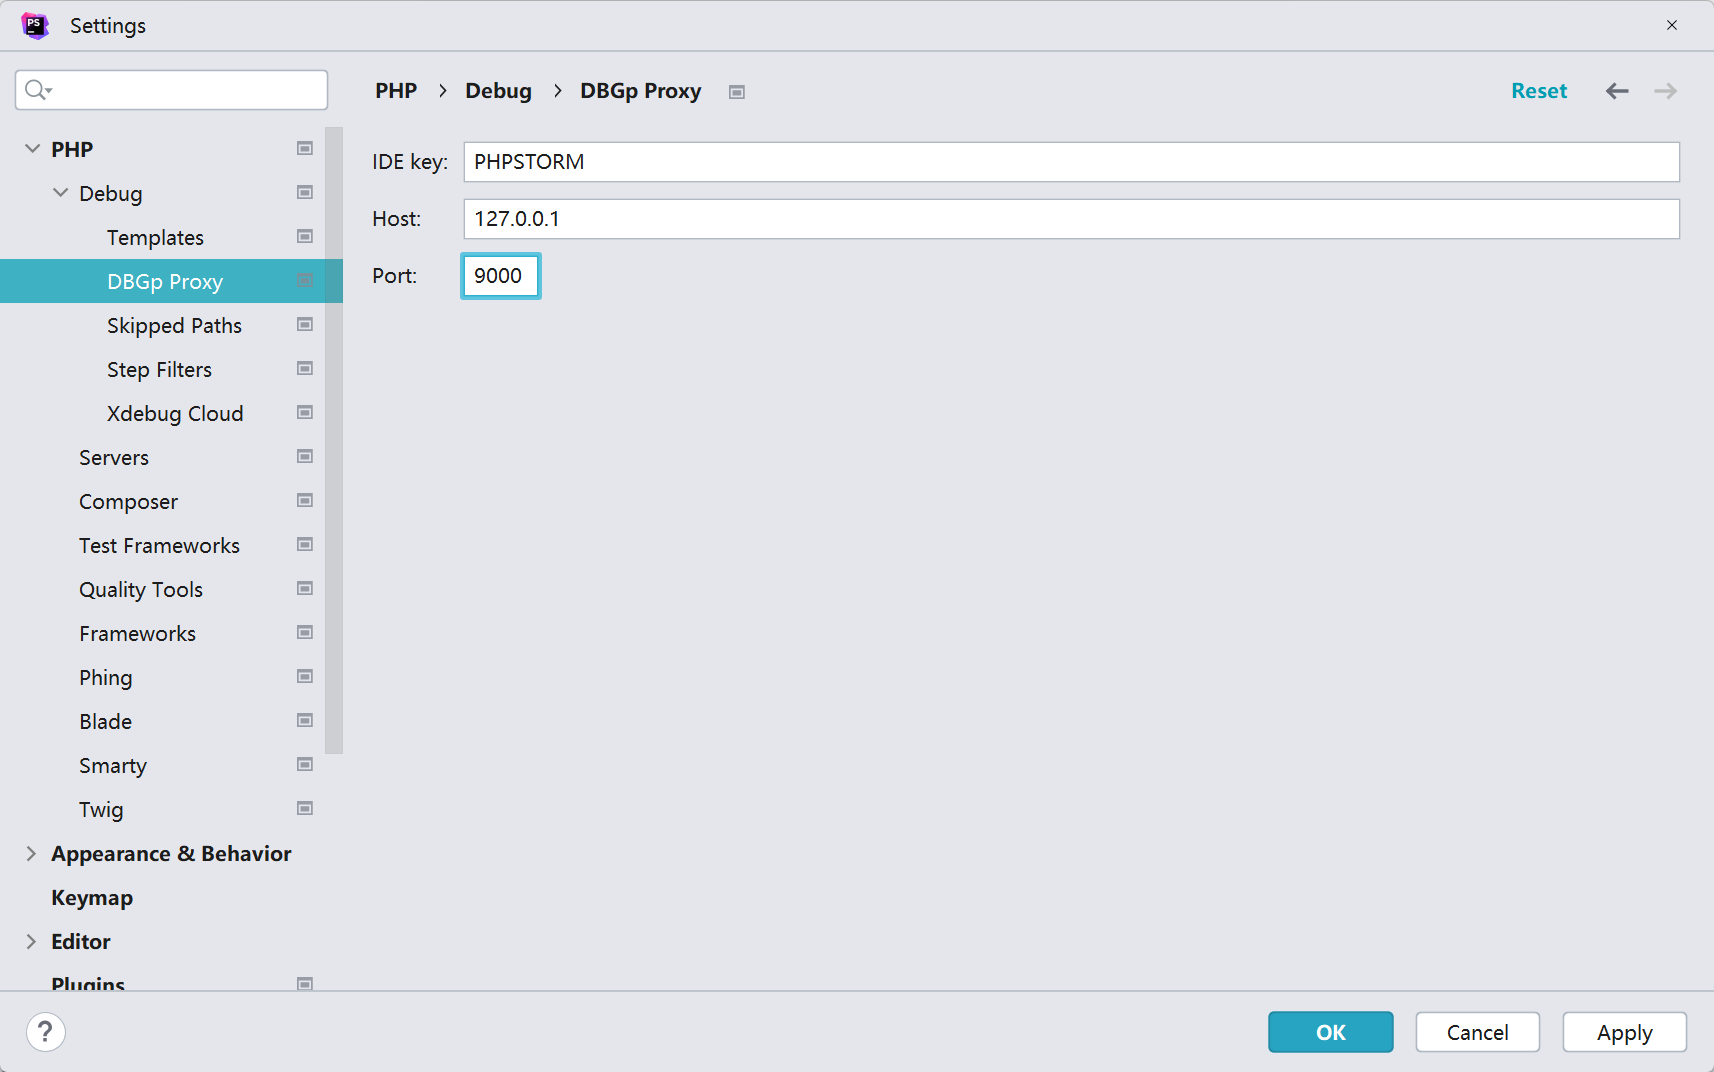 PS
Settings
PHP
Debug
Templates
DBGp Proxy
Skipped Paths
Step Filters
Xdebug Cloud
Servers
Composer
Test Frameworks
Quality Tools
Frameworks
Phing
Blade
Smarty
Twig
Appearance & Behavior
Keymap
Editor
Plugins
PHP > Debug > DBGp Proxy
Reset
IDE key: PHPSTORM
Host: 127.0.0.1
Port: 9000
?
OK Cancel Apply